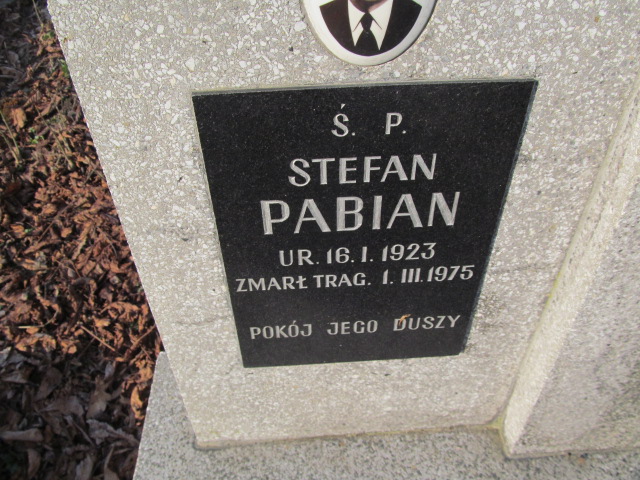 Ś. P.
STEFAN
PABIAN
UR. 16. I. 1923
ZMARŁ TRAG. 1. III. 1975
POKÓJ JEGO DUSZY